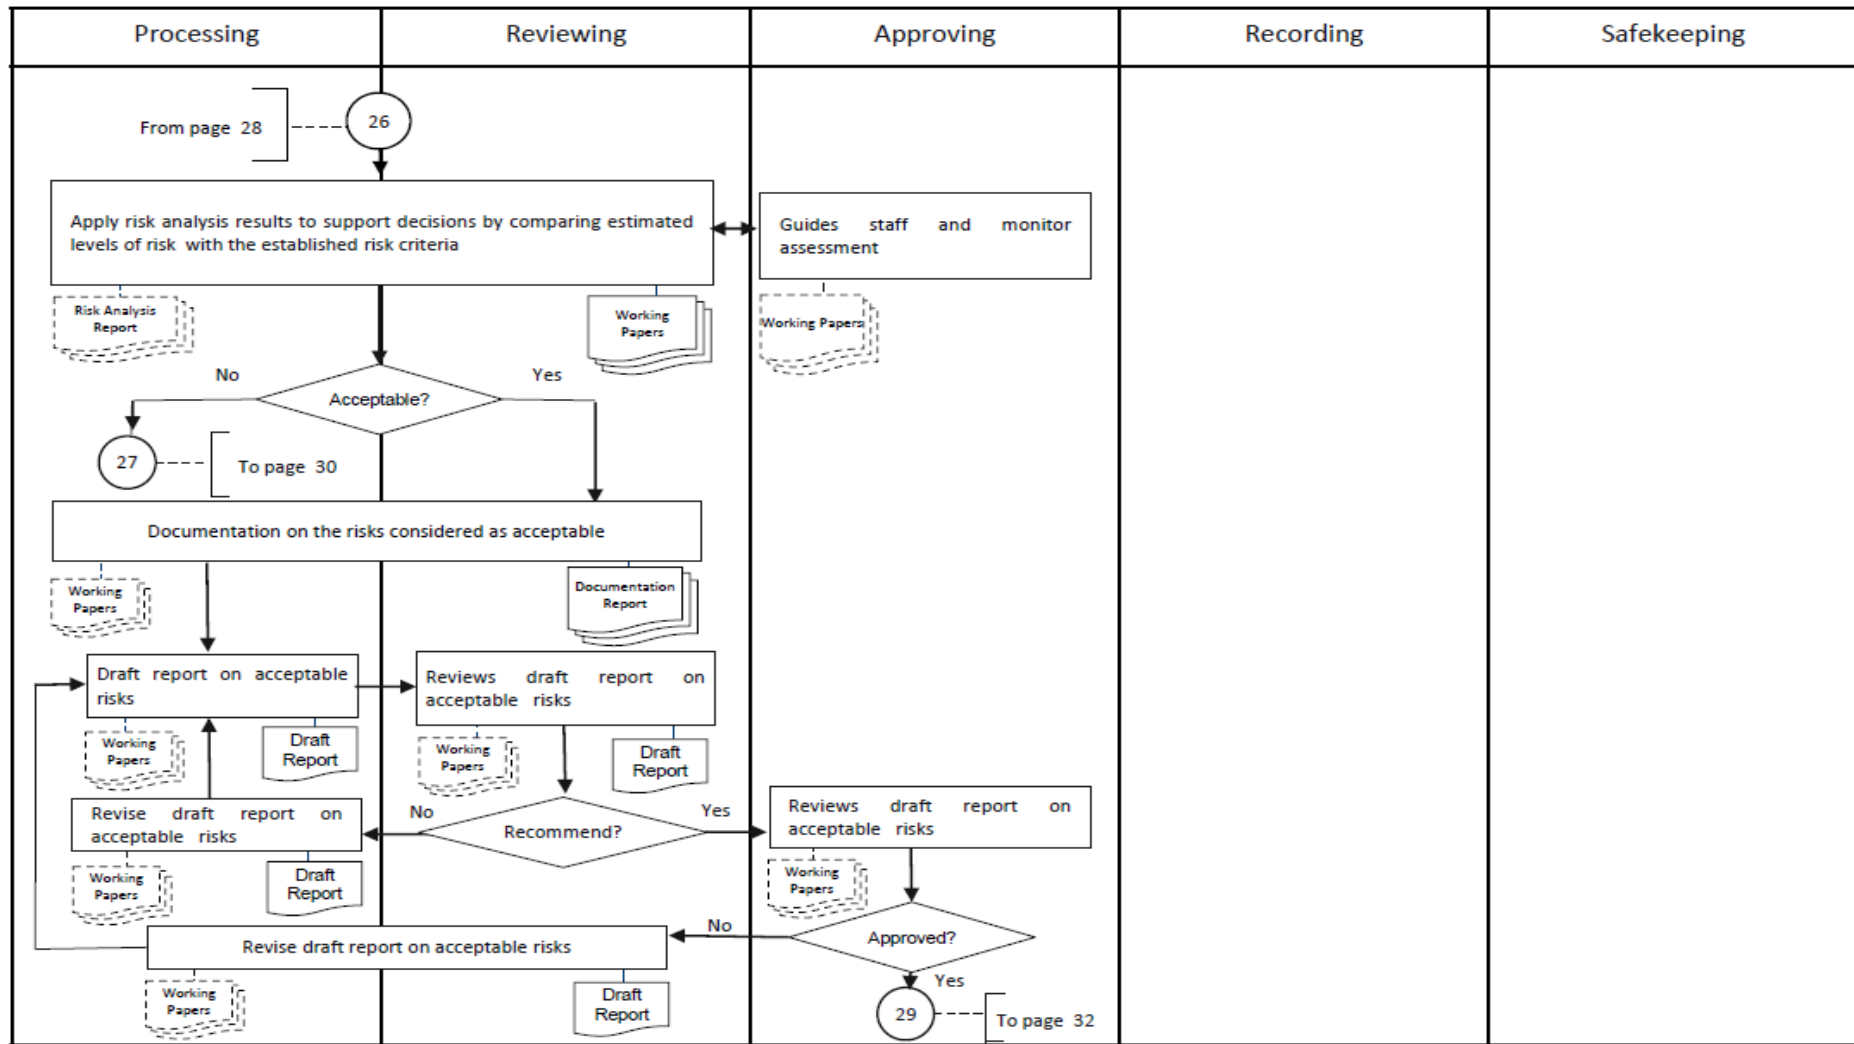 Processing
Reviewing
Approving
Recording
Safekeeping
From page 28
26
Apply risk analysis results to support decisions by comparing estimated
levels of risk with the established risk criteria
Guides staff and monitor
assessment
Risk Analysis
Report
Working
Papers
Working Papers
No
Yes
Acceptable?
27
To page 30
Documentation on the risks considered as acceptable
Working
Papers
Documentation
Report
Draft report on acceptable
risks
Reviews draft report on
acceptable risks
Working
Papers
Draft
Report
Working
Papers
Draft
Report
Revise draft report on
acceptable risks
No
Recommend?
Yes
Reviews draft report on
acceptable risks
Working
Papers
Draft
Report
Working
Papers
Revise draft report on acceptable risks
No
Approved?
Working
Papers
Draft
Report
Yes
29
To page 32